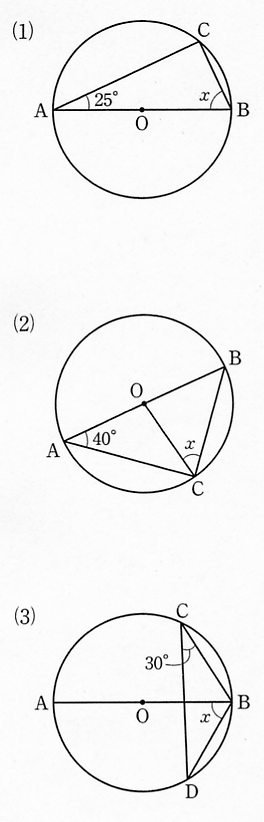 (1)
C
A 25° x B
O
(2)
B
O
A 40° x
C
(3)
C
30°
A O x B
D